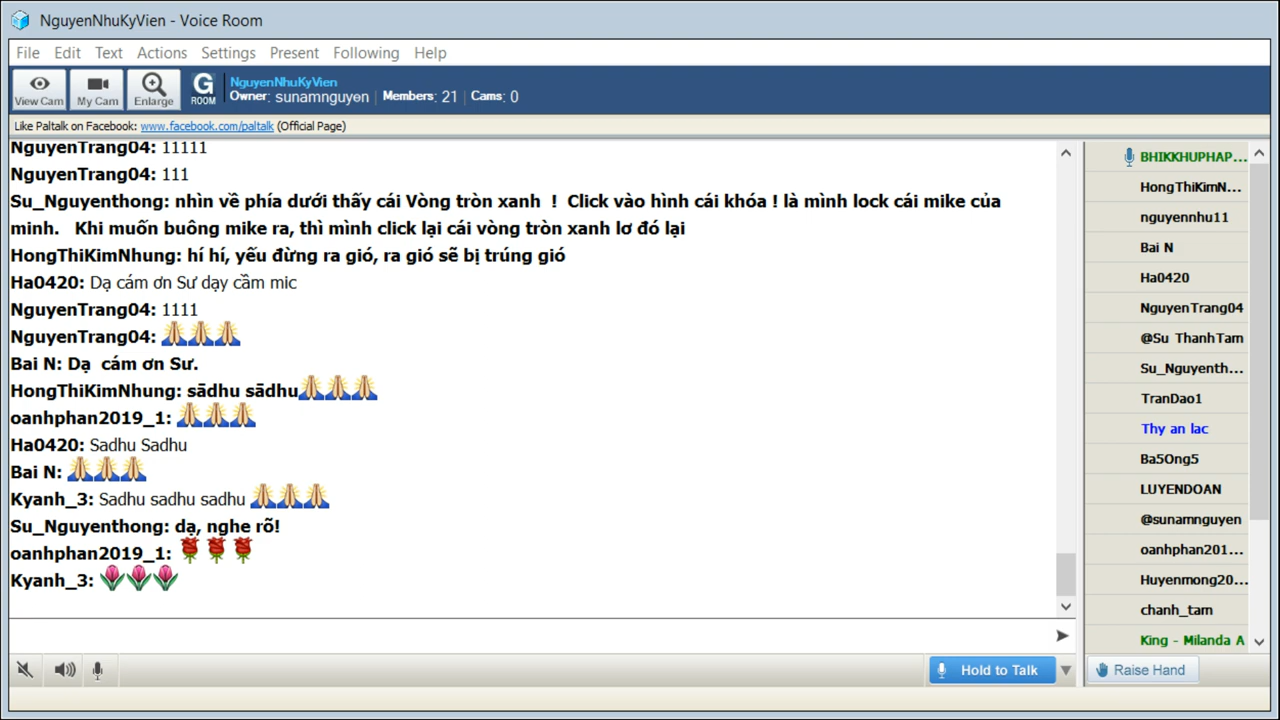 NguyenNhuKyVien - Voice Room
File Edit Text Actions Settings Present Following Help
View Cam My Cam Enlarge G ROOM
NguyenNhuKyVien
Owner: sunamnguyen | Members: 21 | Cams: 0
Like Paltalk on Facebook: www.facebook.com/paltalk (Official Page)
NguyenTrang04: 11111
NguyenTrang04: 111
Su_Nguyenthong: nhìn về phía dưới thấy cái Vòng tròn xanh ! Click vào hình cái khóa ! là mình lock cái mike của
minh. Khi muốn buông mike ra, thì mình click lại cái vòng tròn xanh lơ đó lại
HongThiKimNhung: hí hí, yếu đừng ra gió, ra gió sẽ bị trúng gió
Ha0420: Dạ cám ơn Sư dạy cầm mic
NguyenTrang04: 1111
NguyenTrang04: 🙏🙏🙏
Bai N: Dạ cám ơn Sư.
HongThiKimNhung: sādhu sādhu🙏🙏🙏
oanhphan2019_1: 🙏🙏🙏
Ha0420: Sadhu Sadhu
Bai N: 🙏🙏🙏
Kyanh_3: Sadhu sadhu sadhu 🙏🙏🙏
Su_Nguyenthong: dạ, nghe rõ!
oanhphan2019_1: 🌹🌹🌹
Kyanh_3: 🌷🌷🌷
BHIKKHUPHAP...
HongThiKimN...
nguyennhu11
Bai N
Ha0420
NguyenTrang04
@Su ThanhTam
Su_Nguyenth...
TranDao1
Thy an lac
Ba5Ong5
LUYENDOAN
@sunamnguyen
oanhphan201...
Huyenmong20...
chanh_tam
King - Milanda A
Hold to Talk
Raise Hand